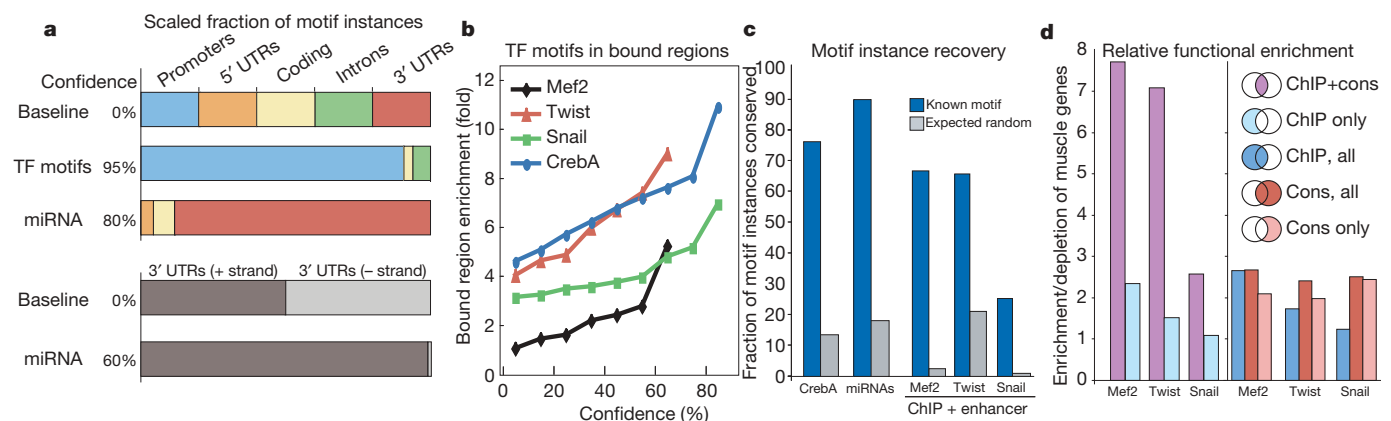 a
Scaled fraction of motif instances
Confidence
Promoters
5′ UTRs
Coding
Introns
3′ UTRs
Baseline 0%
TF motifs 95%
miRNA 80%
3′ UTRs (+ strand) 3′ UTRs (– strand)
Baseline 0%
miRNA 60%
b
TF motifs in bound regions
Bound region enrichment (fold)
12
10
8
6
4
2
0
Mef2
Twist
Snail
CrebA
0 20 40 60 80
Confidence (%)
c
Motif instance recovery
Fraction of motif instances conserved
100
90
80
70
60
50
40
30
20
10
0
Known motif
Expected random
CrebA miRNAs Mef2 Twist Snail
ChIP + enhancer
d
Relative functional enrichment
Enrichment/depletion of muscle genes
8
7
6
5
4
3
2
1
0
ChIP+cons
ChIP only
ChIP, all
Cons, all
Cons only
Mef2 Twist Snail Mef2 Twist Snail